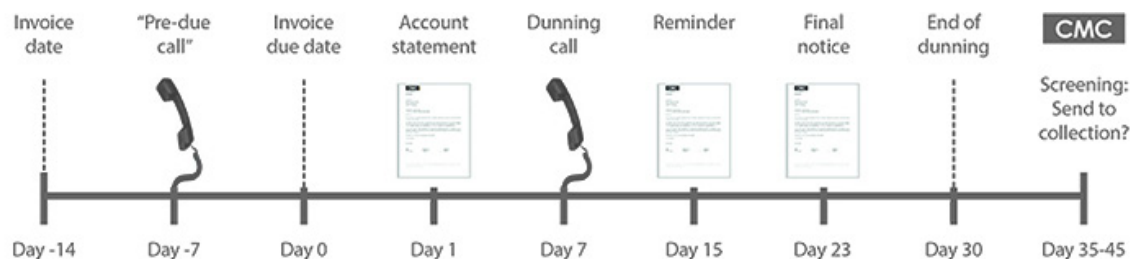 Invoice
date
“Pre-due
call”
Invoice
due date
Account
statement
Dunning
call
Reminder
Final
notice
End of
dunning
CMC
Screening:
Send to
collection?
Day -14
Day -7
Day 0
Day 1
Day 7
Day 15
Day 23
Day 30
Day 35-45